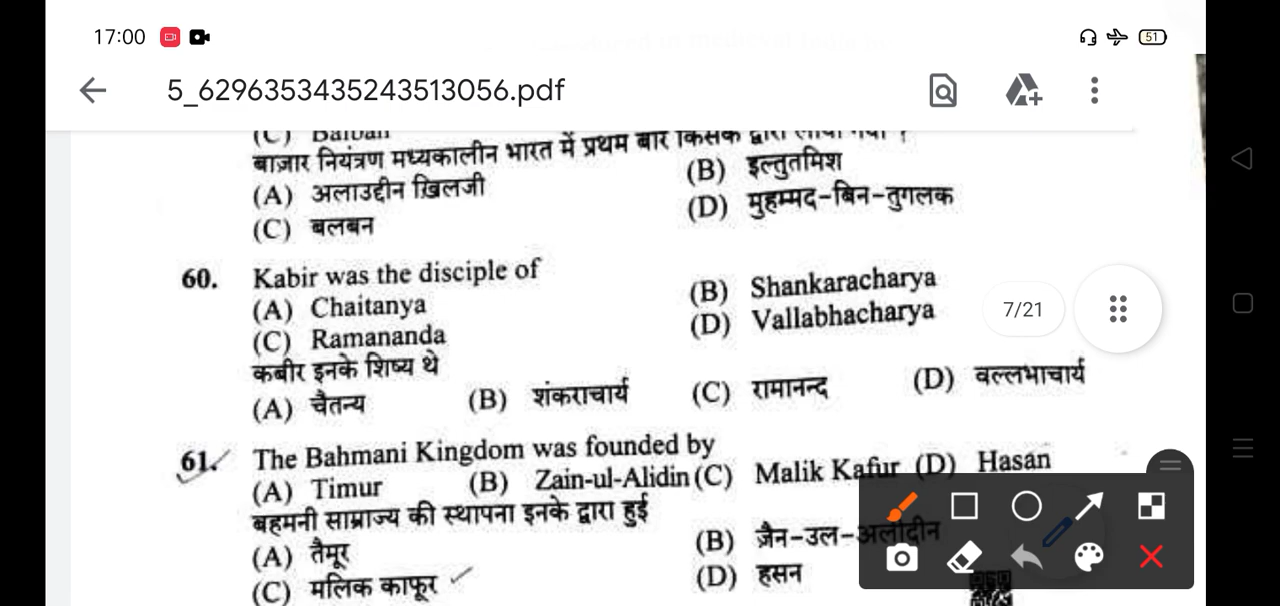 17:00
51
5_6296353435243513056.pdf
(C) Balban
बाज़ार नियंत्रण मध्यकालीन भारत में प्रथम बार किसके द्वारा लाया गया ?
(A) अलाउद्दीन ख़िलजी (B) इल्तुतमिश
(C) बलबन (D) मुहम्मद-बिन-तुगलक
60. Kabir was the disciple of
(A) Chaitanya (B) Shankaracharya
(C) Ramananda (D) Vallabhacharya
7/21
कबीर इनके शिष्य थे
(A) चैतन्य (B) शंकराचार्य (C) रामानन्द (D) वल्लभाचार्य
61. The Bahmani Kingdom was founded by
(A) Timur (B) Zain-ul-Alidin (C) Malik Kafur (D) Hasan
बहमनी साम्राज्य की स्थापना इनके द्वारा हुई
(A) तैमूर (B) ज़ैन-उल-अलीदीन
(C) मलिक काफूर (D) हसन